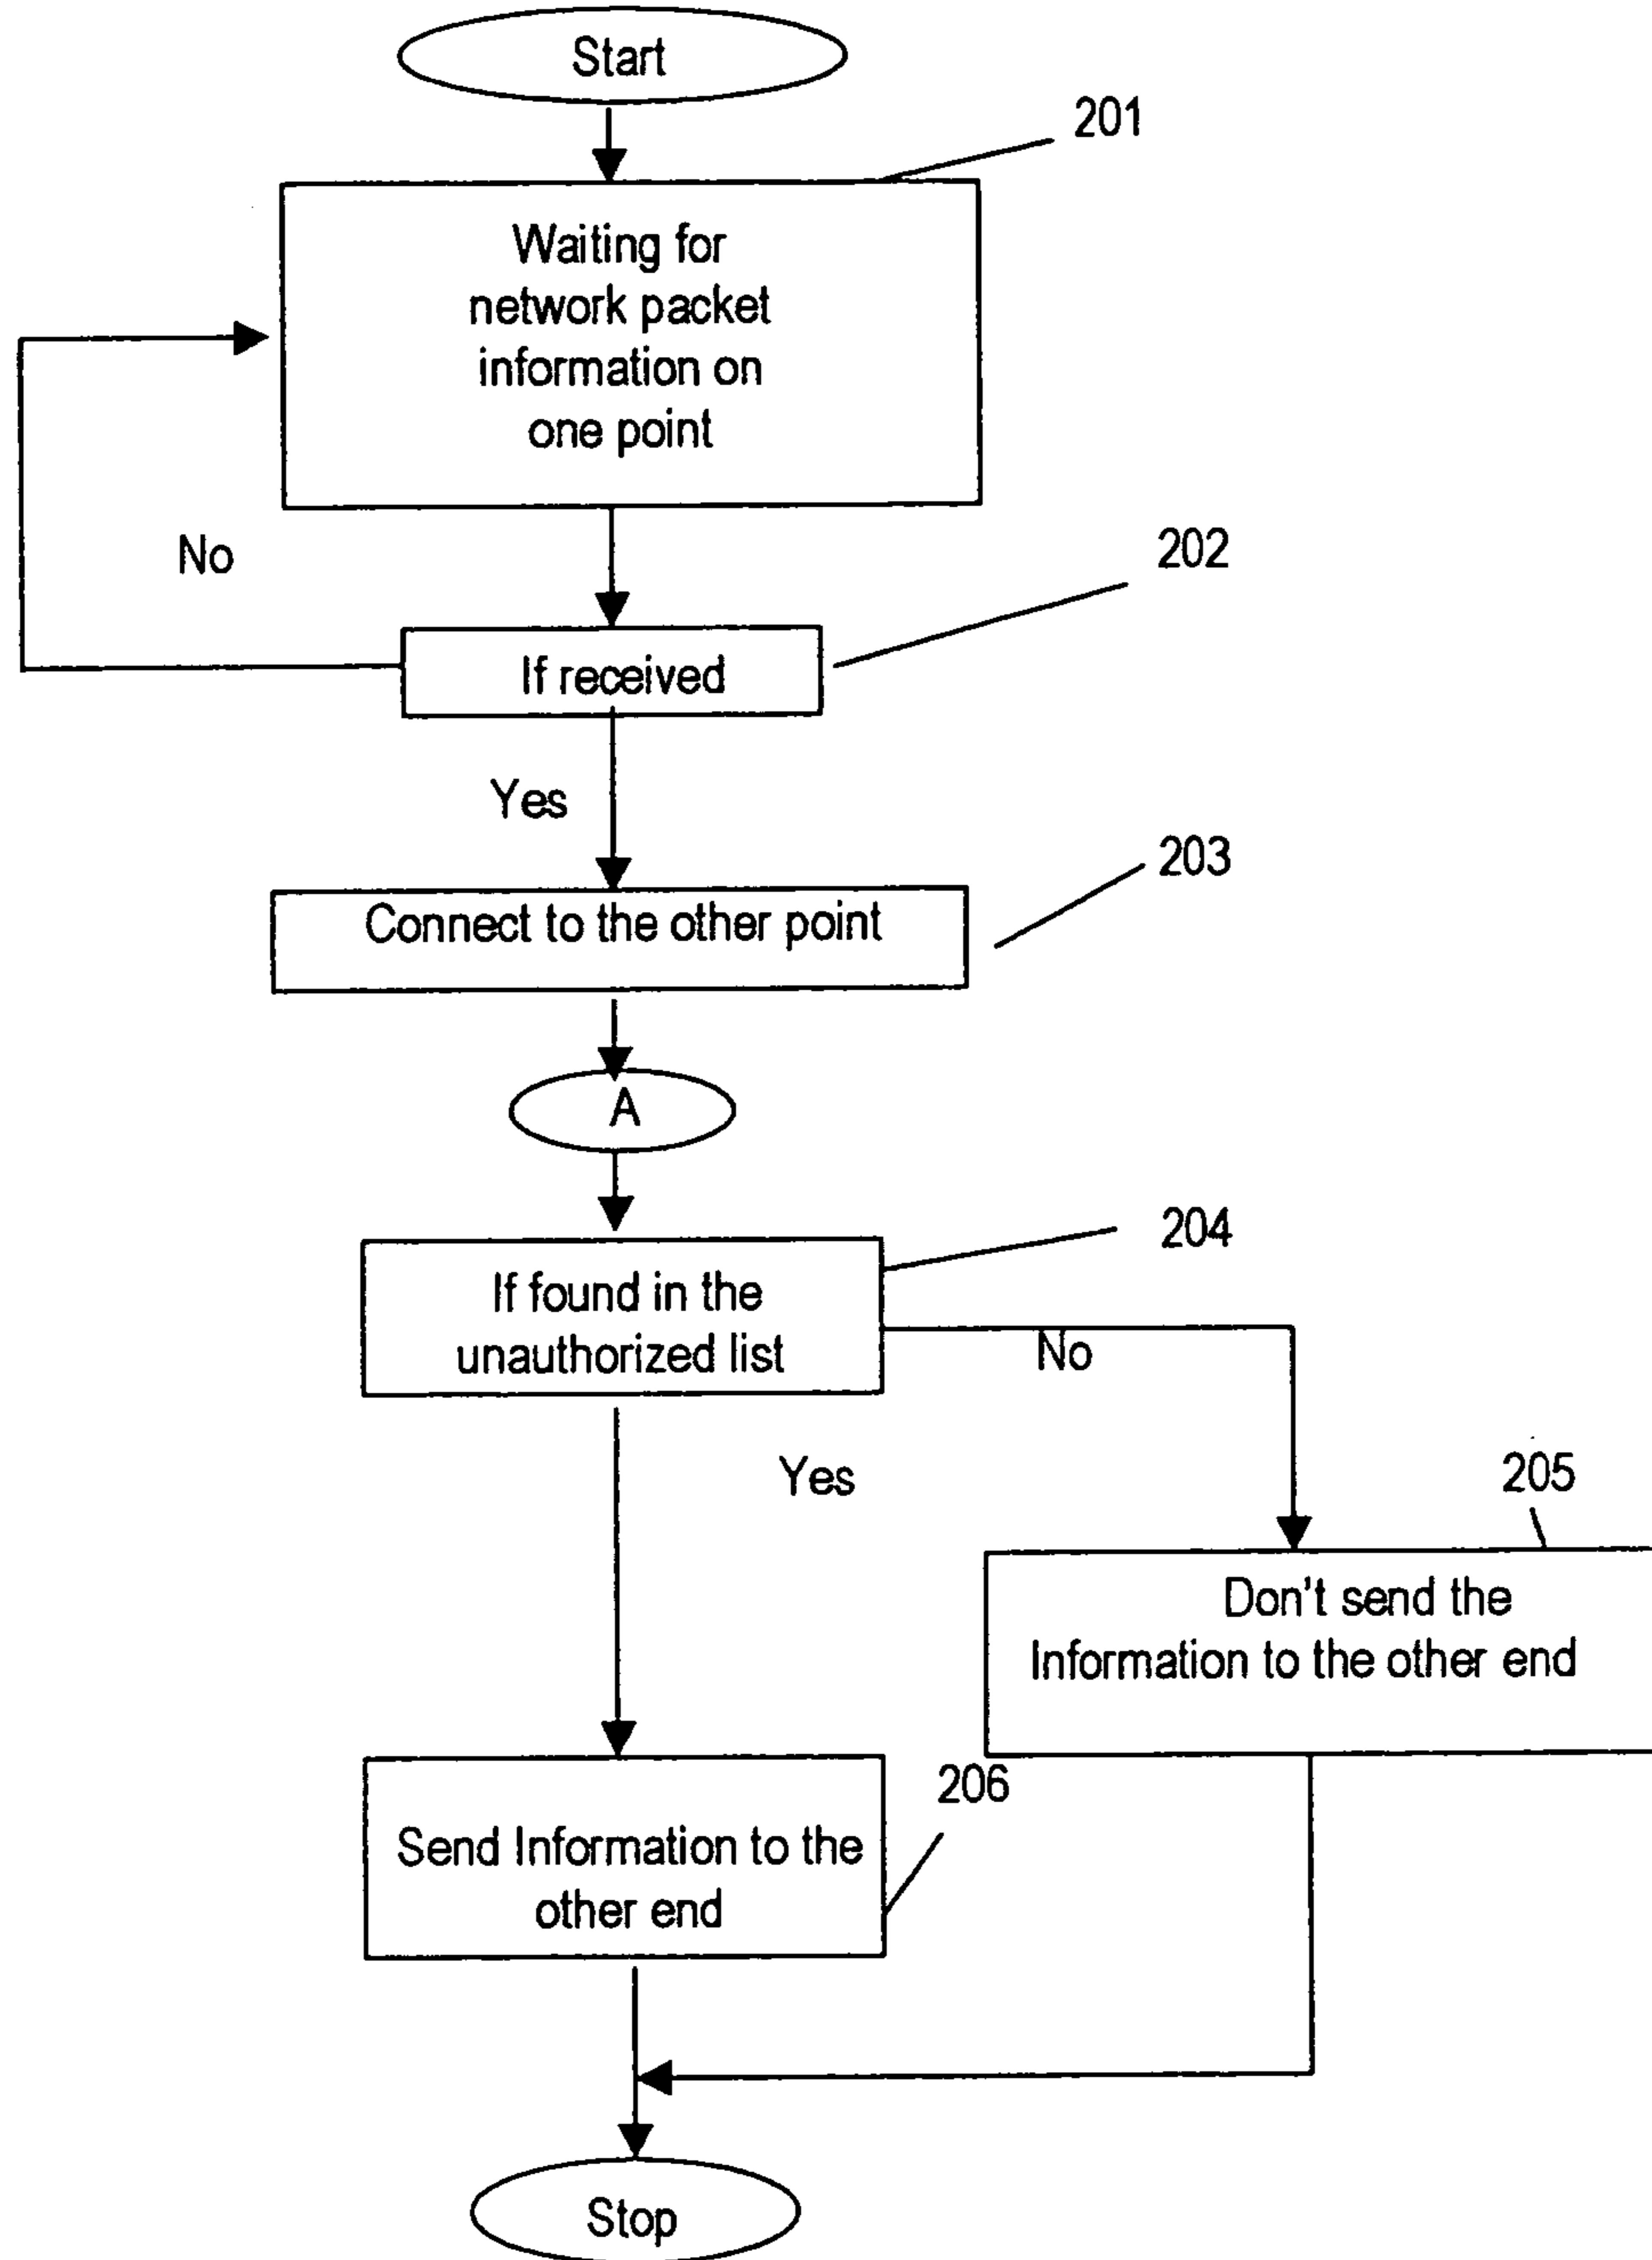 Start
201
Waiting for
network packet
information on
one point
No
202
If received
Yes
203
Connect to the other point
A
204
If found in the
unauthorized list
No
Yes
205
Don't send the
Information to the other end
206
Send Information to the
other end
Stop